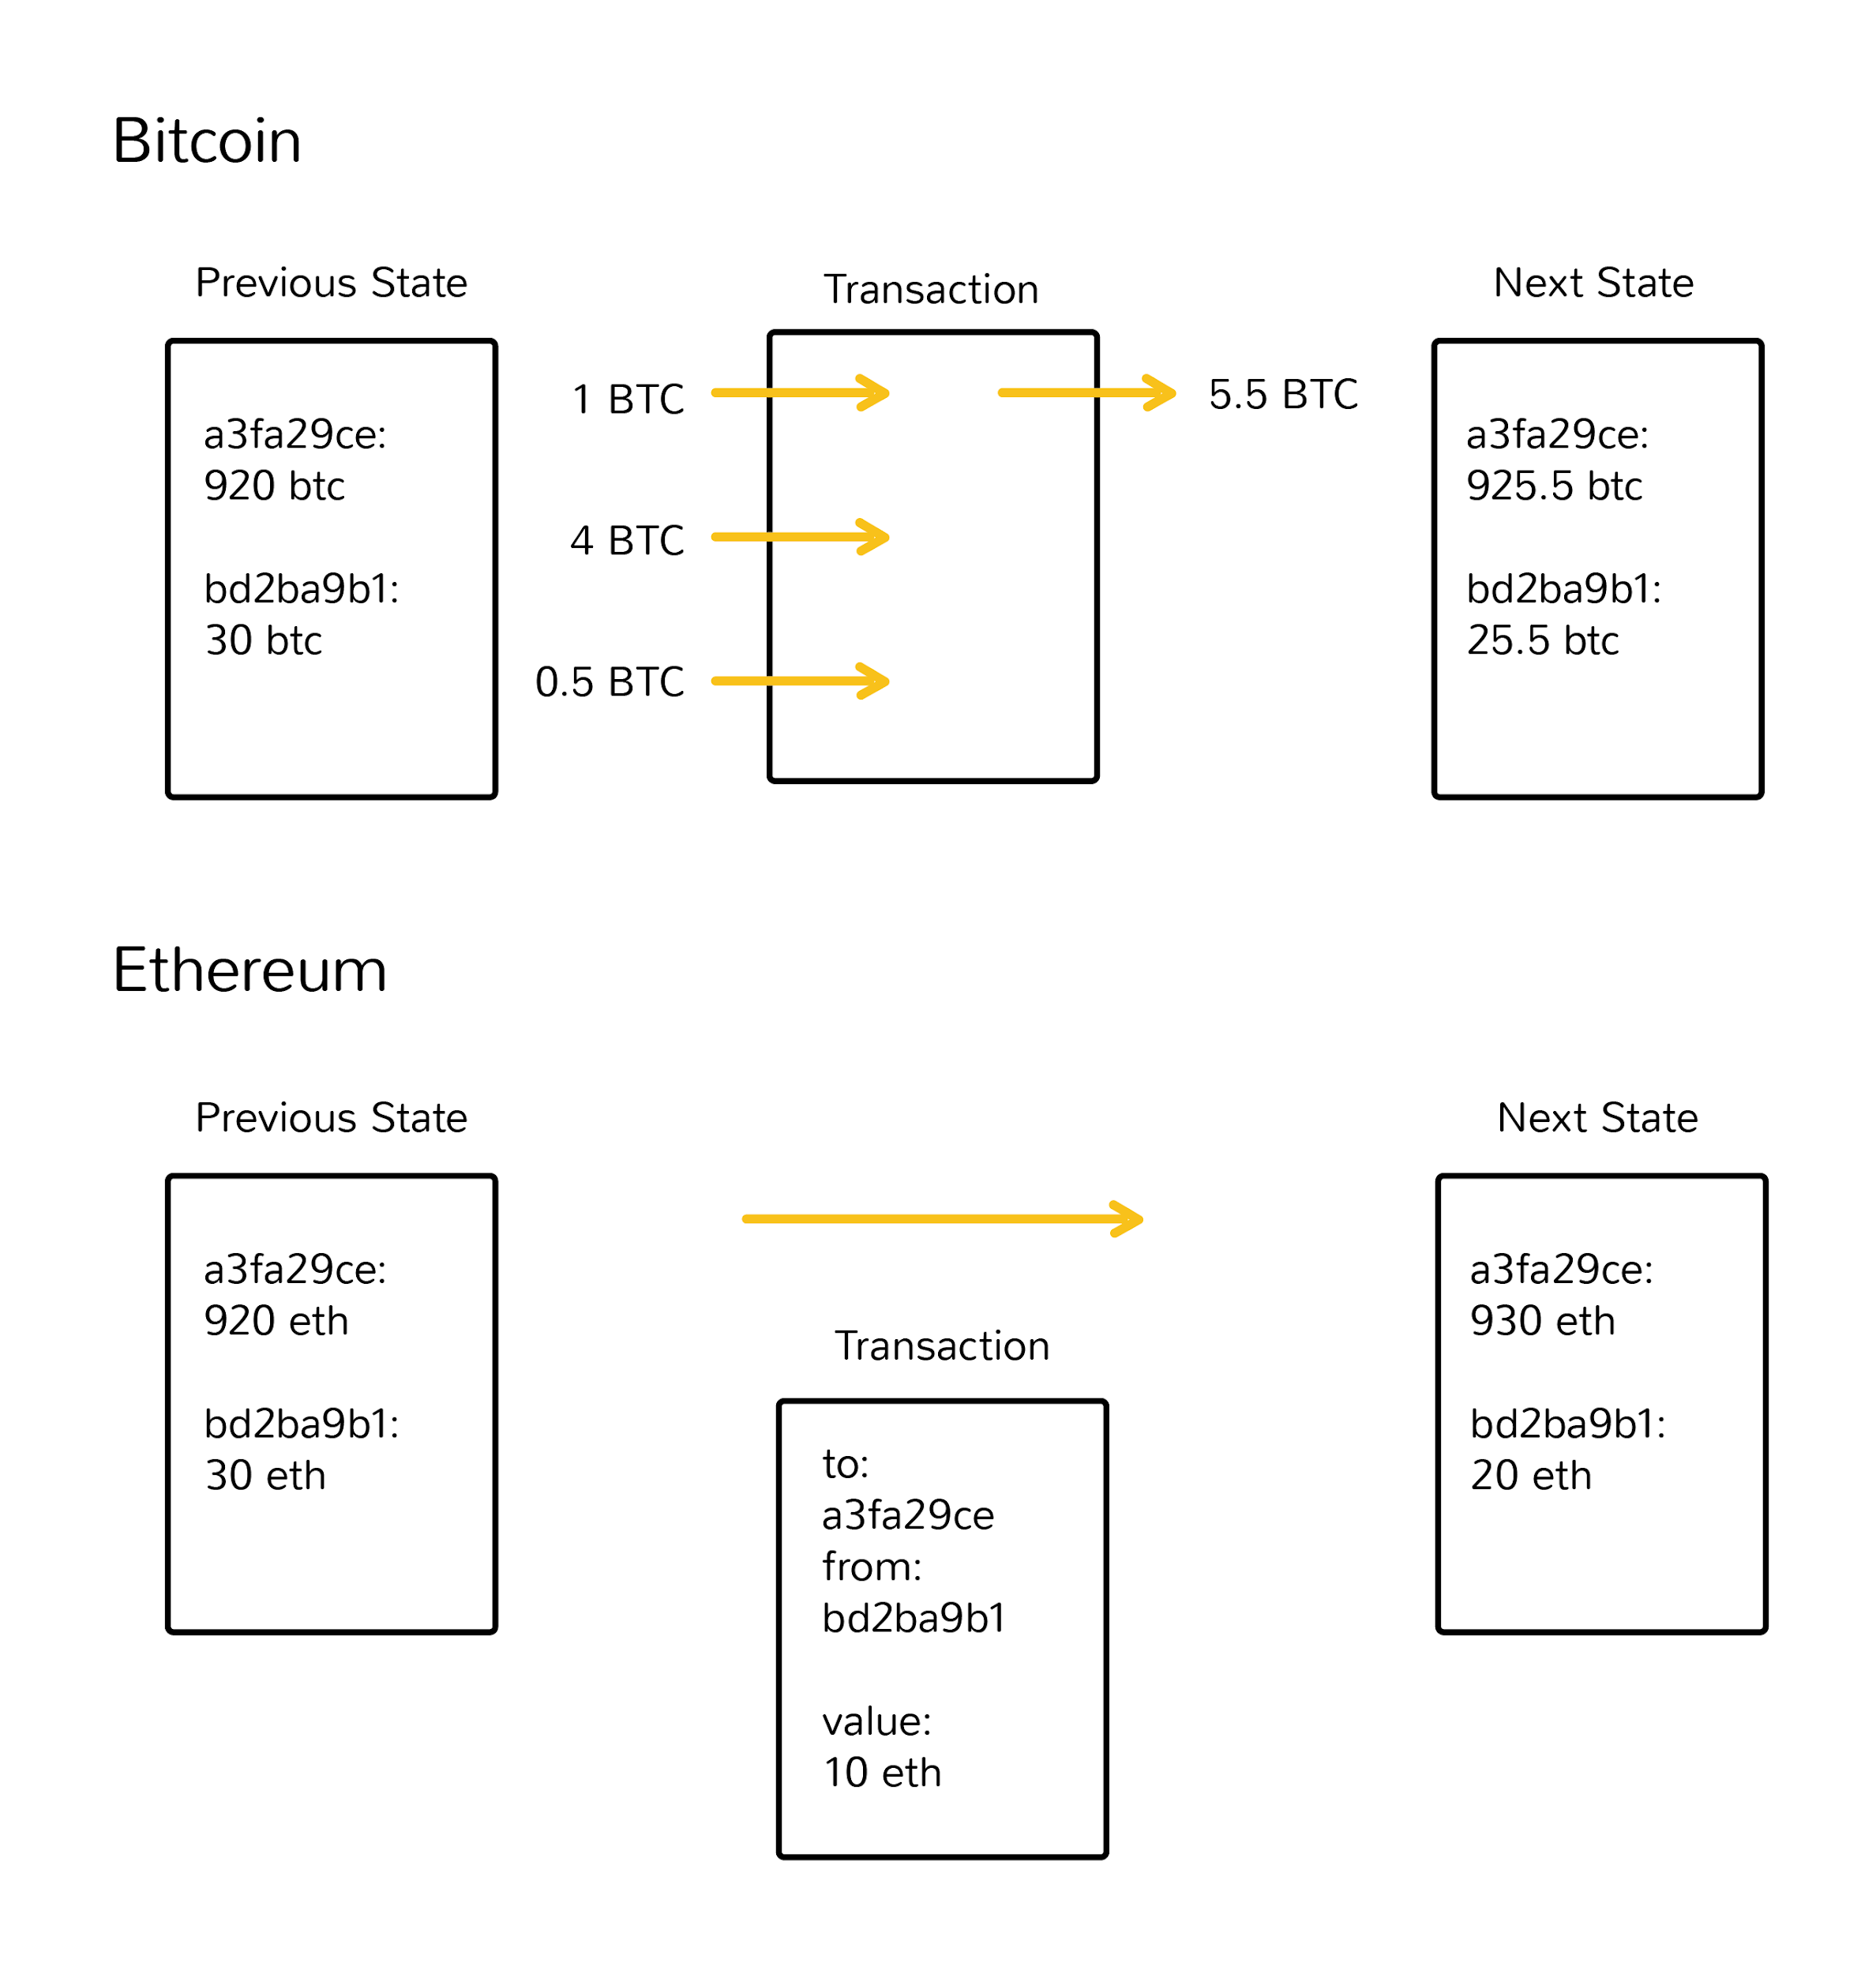 Bitcoin
Previous State
Transaction
Next State
a3fa29ce:
920 btc
bd2ba9b1:
30 btc
1 BTC
4 BTC
0.5 BTC
5.5 BTC
a3fa29ce:
925.5 btc
bd2ba9b1:
25.5 btc
Ethereum
Previous State
Next State
a3fa29ce:
920 eth
bd2ba9b1:
30 eth
Transaction
to:
a3fa29ce
from:
bd2ba9b1
value:
10 eth
a3fa29ce:
930 eth
bd2ba9b1:
20 eth